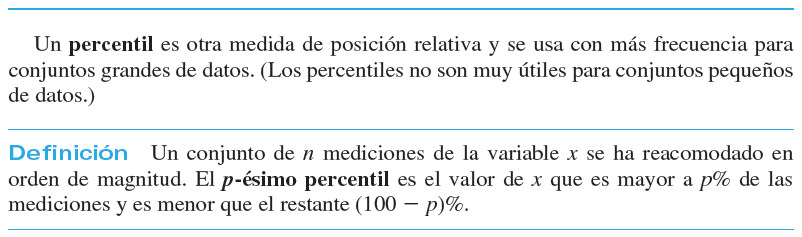 Un percentil es otra medida de posición relativa y se usa con más frecuencia para
conjuntos grandes de datos. (Los percentiles no son muy útiles para conjuntos pequeños
de datos.)
Definición Un conjunto de n mediciones de la variable x se ha reacomodado en
orden de magnitud. El p-ésimo percentil es el valor de x que es mayor a p% de las
mediciones y es menor que el restante (100 − p)%.